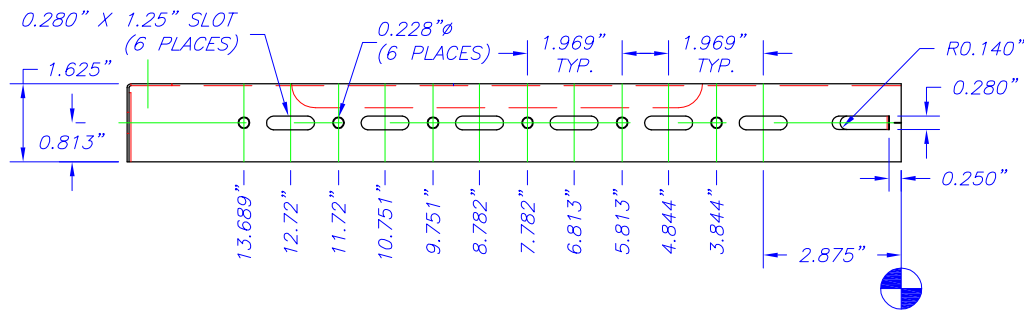 0.280” X 1.25” SLOT
(6 PLACES)
0.228”ø
(6 PLACES)
1.969”
TYP.
1.969”
TYP.
R0.140”
1.625”
0.280”
0.813”
0.250”
13.689”
12.72”
11.72”
10.751”
9.751”
8.782”
7.782”
6.813”
5.813”
4.844”
3.844”
2.875”